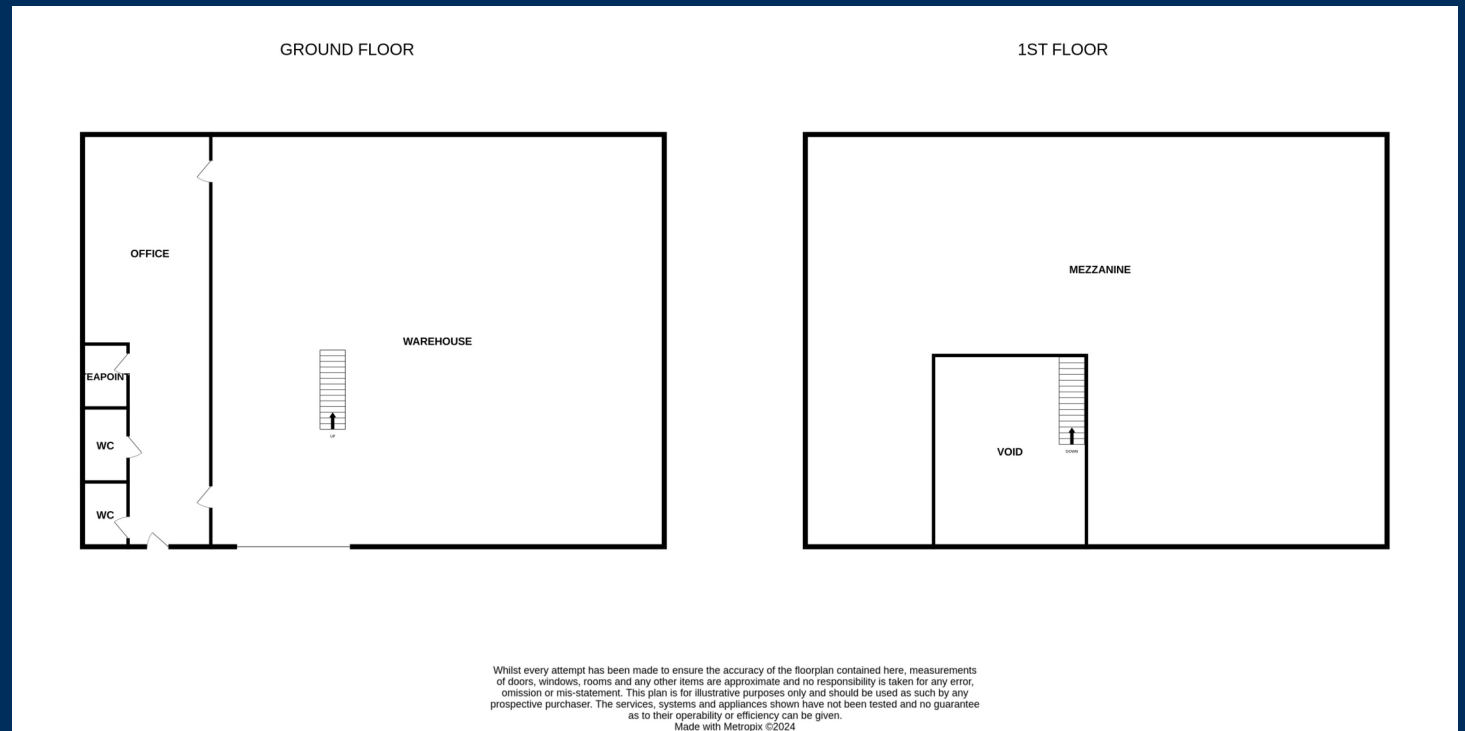 GROUND FLOOR
1ST FLOOR
OFFICE
MEZZANINE
WAREHOUSE
TEAPOINT
WC
UP
VOID
DOWN
WC
Whilst every attempt has been made to ensure the accuracy of the floorplan contained here, measurements
of doors, windows, rooms and any other items are approximate and no responsibility is taken for any error,
omission or mis-statement. This plan is for illustrative purposes only and should be used as such by any
prospective purchaser. The services, systems and appliances shown have not been tested and no guarantee
as to their operability or efficiency can be given.
Made with Metropix ©2024